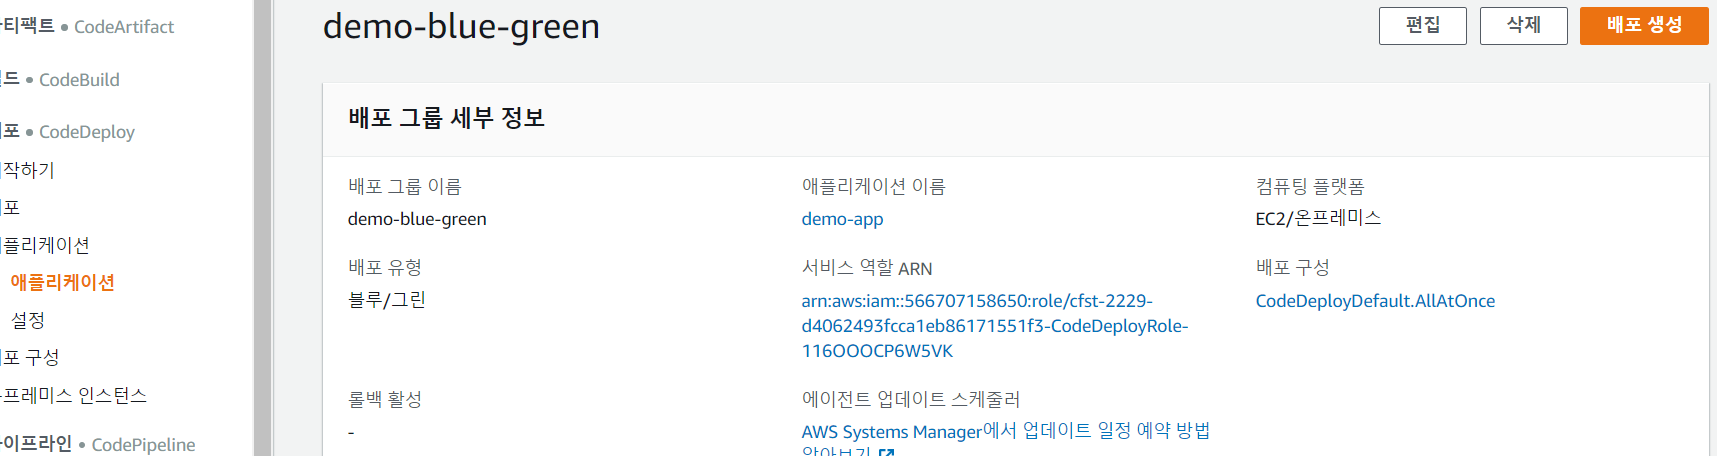 demo-blue-green
편집
삭제
배포 생성
티팩트 • CodeArtifact
드 • CodeBuild
포 • CodeDeploy
작하기
포
플리케이션
애플리케이션
설정
포 구성
프레미스 인스턴스
이프라인 • CodePipeline
배포 그룹 세부 정보
배포 그룹 이름
demo-blue-green
애플리케이션 이름
demo-app
컴퓨팅 플랫폼
EC2/온프레미스
배포 유형
블루/그린
서비스 역할 ARN
arn:aws:iam::566707158650:role/cfst-2229-
d4062493fcca1eb86171551f3-CodeDeployRole-
116OOOCP6W5VK
배포 구성
CodeDeployDefault.AllAtOnce
롤백 활성
-
에이전트 업데이트 스케줄러
AWS Systems Manager에서 업데이트 일정 예약 방법
알아보기